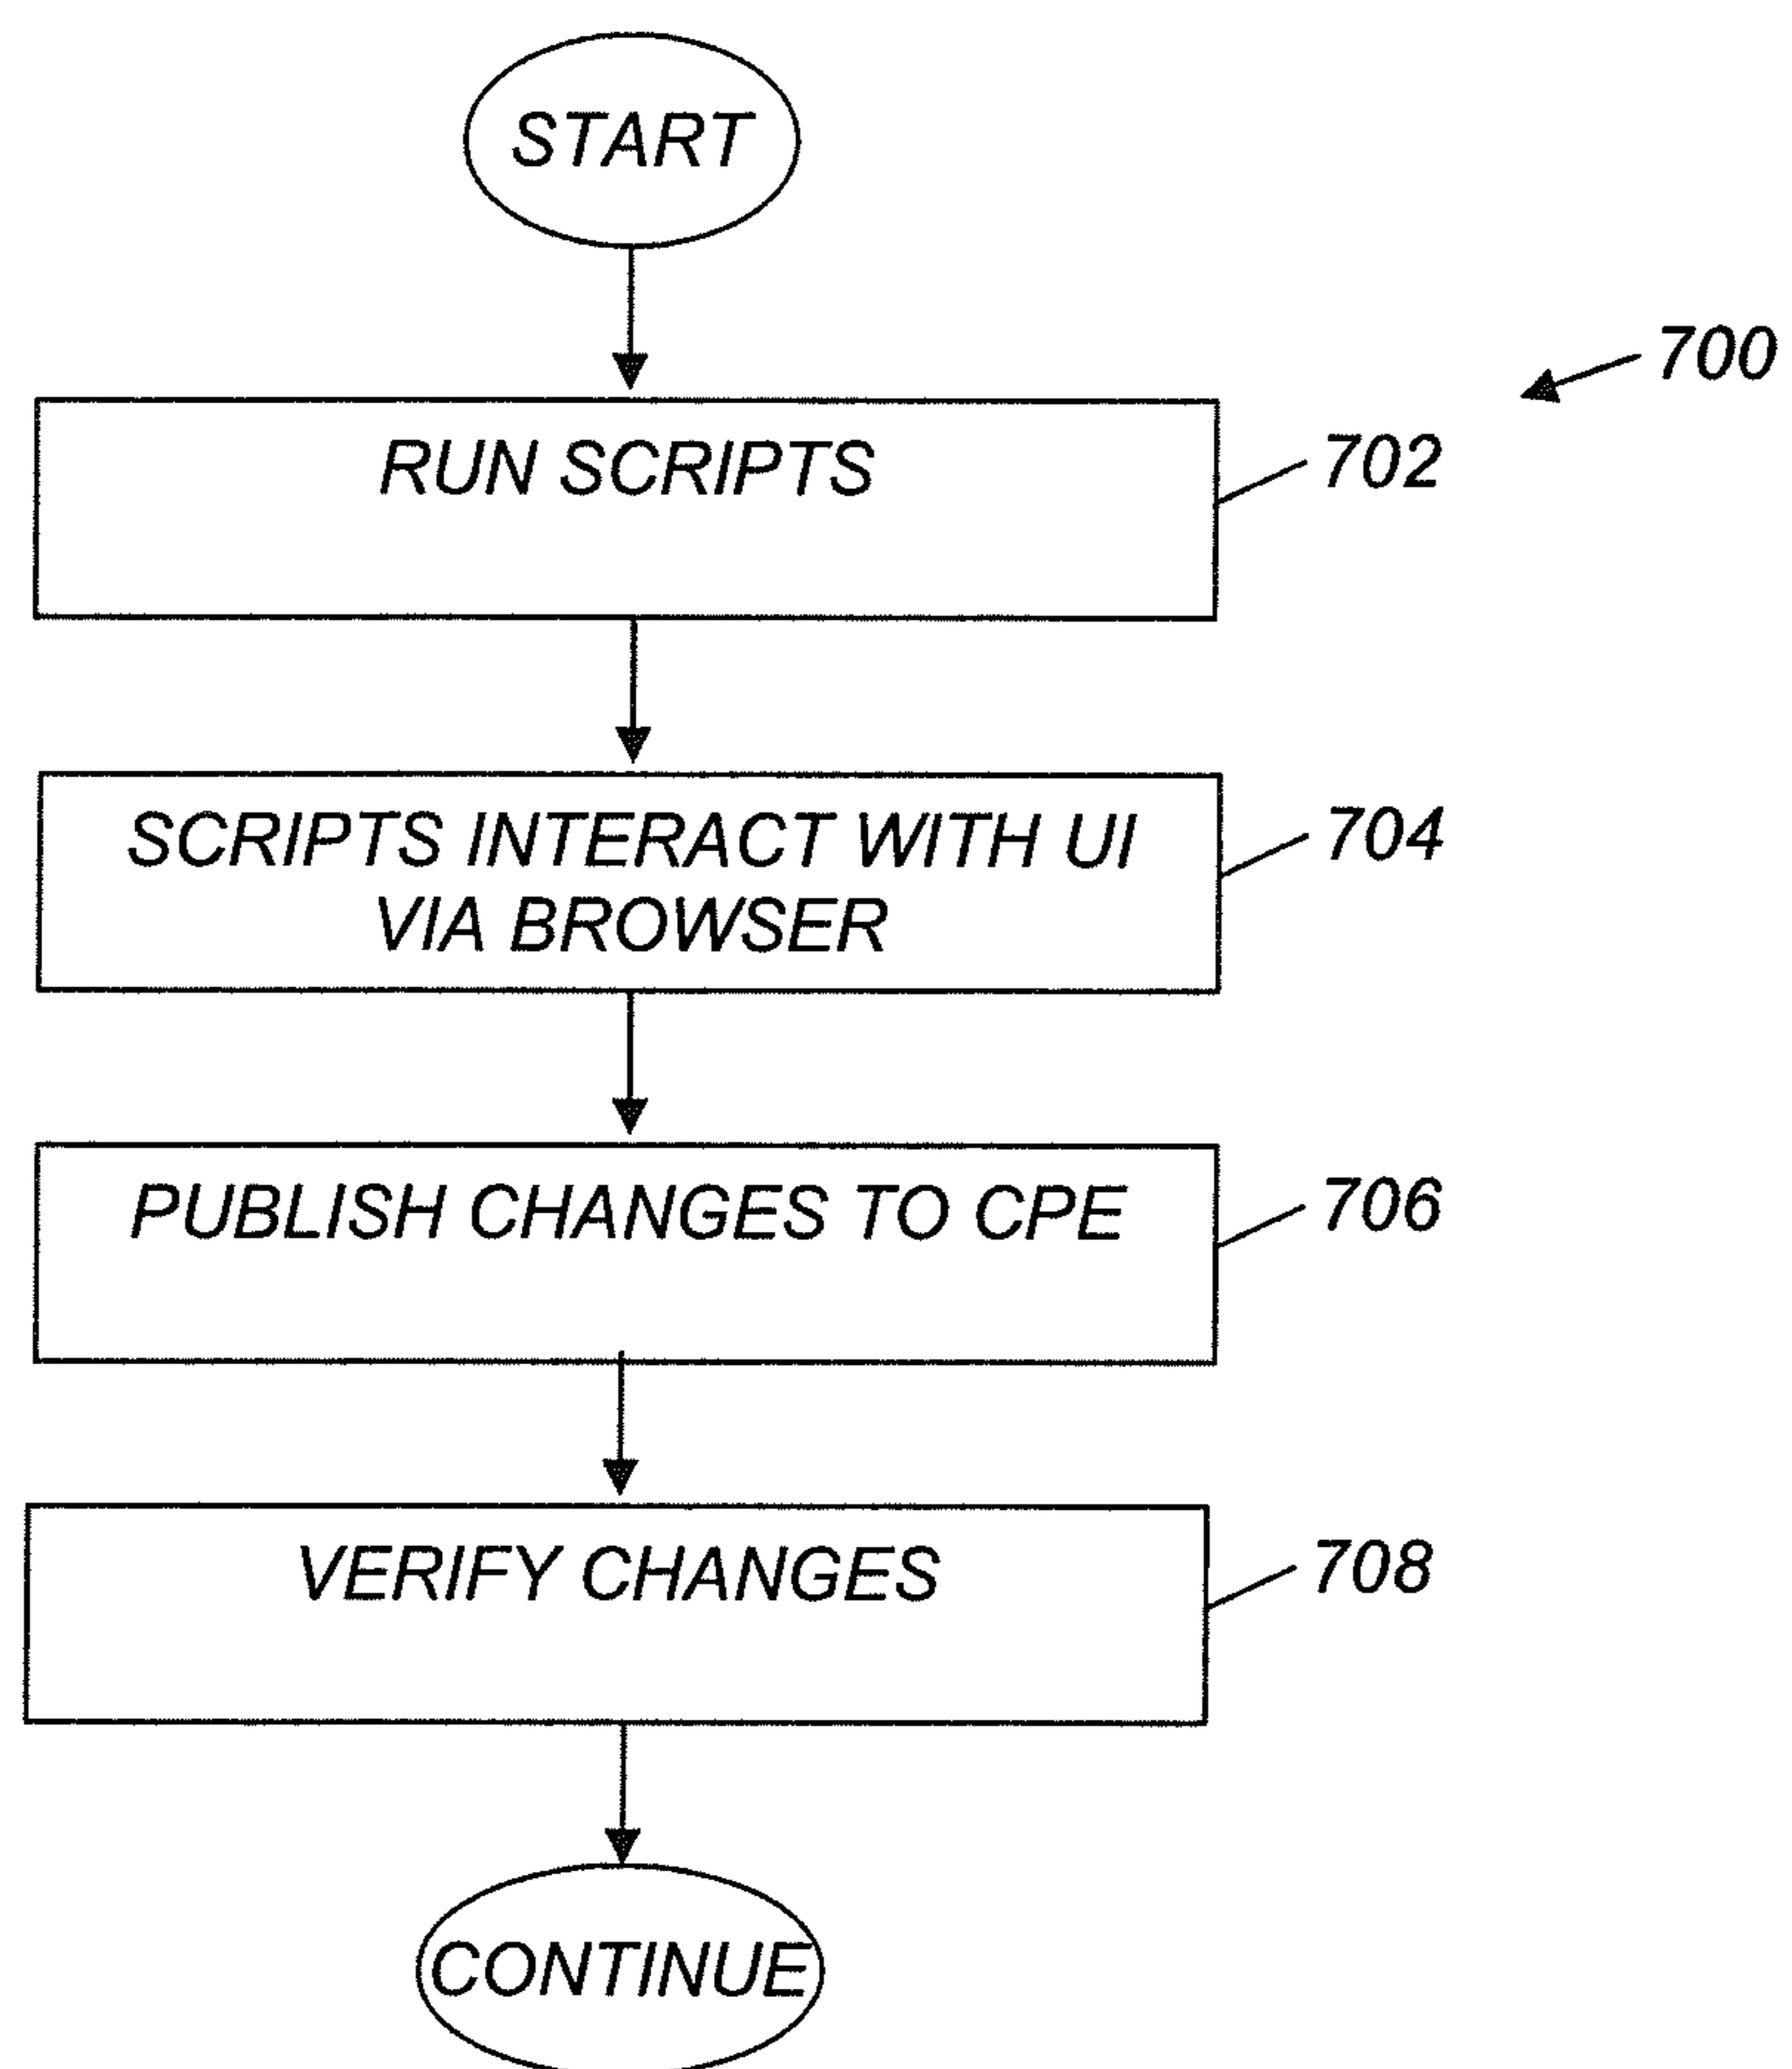 START
700
RUN SCRIPTS
702
SCRIPTS INTERACT WITH UI
VIA BROWSER
704
PUBLISH CHANGES TO CPE
706
VERIFY CHANGES
708
CONTINUE